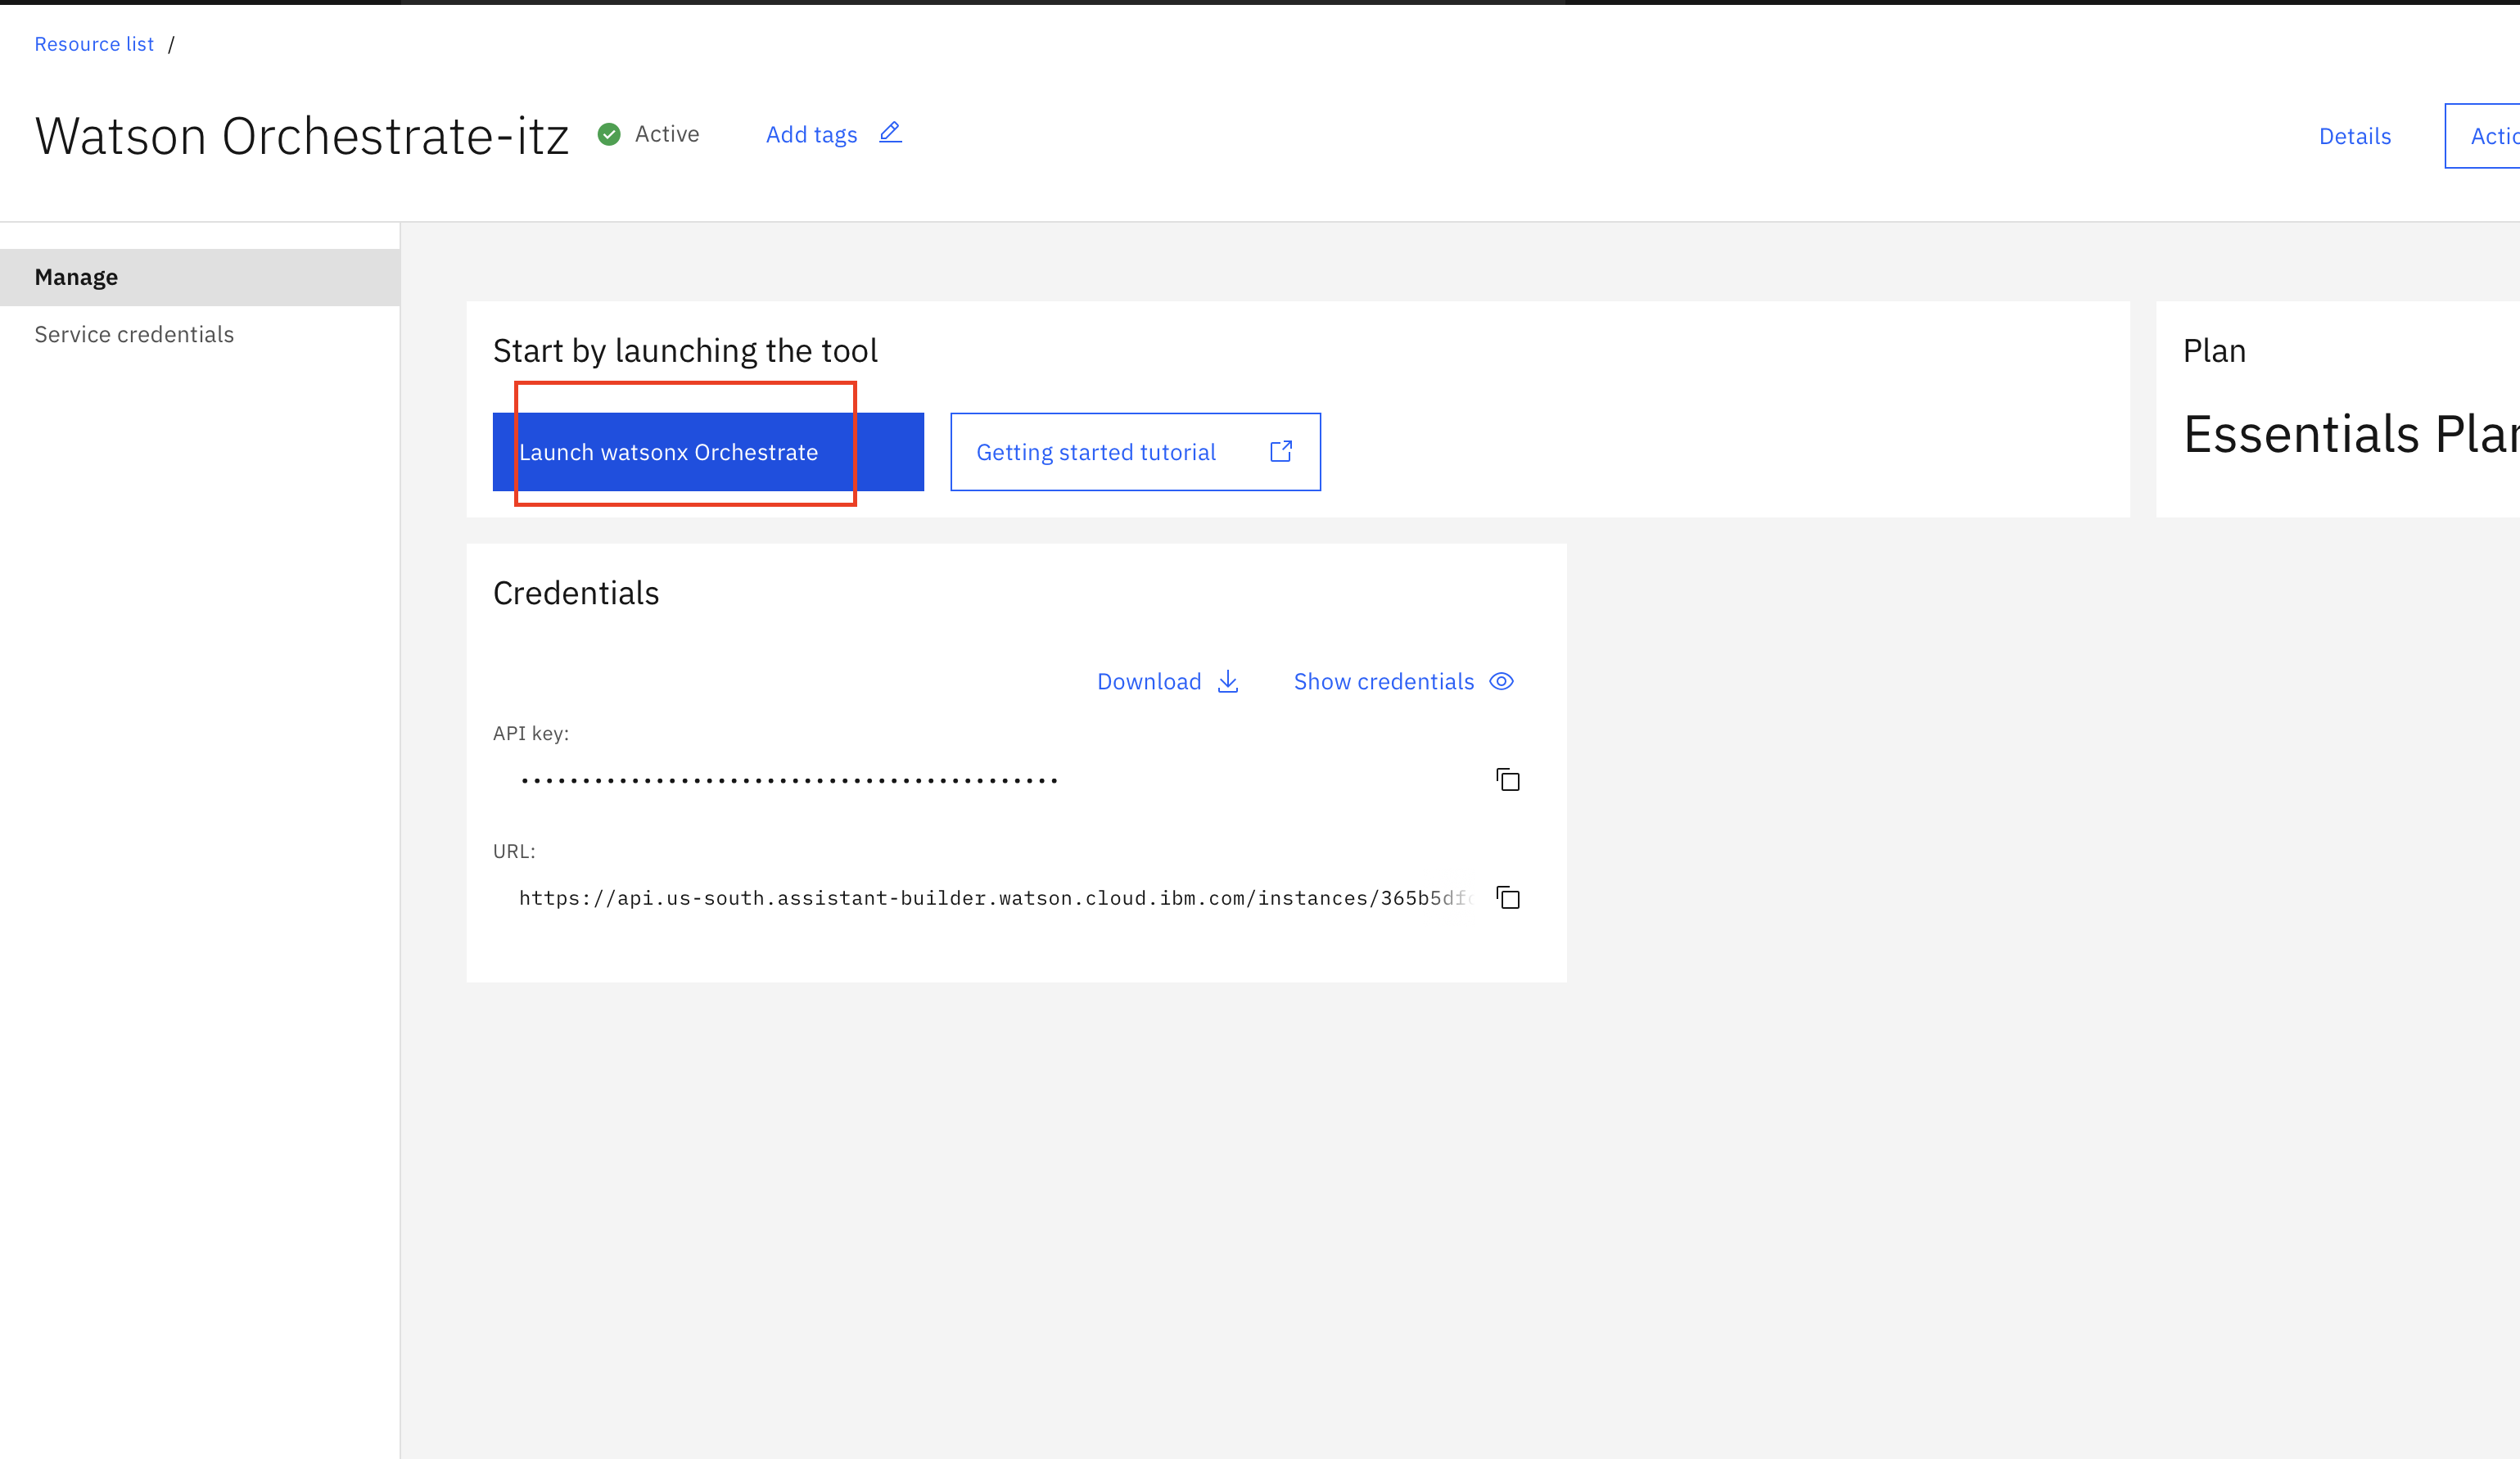 Resource list /
Watson Orchestrate-itz
Active
Add tags
Details
Manage
Service credentials
Start by launching the tool
Launch watsonx Orchestrate
Getting started tutorial
Plan
Essentials
Credentials
Download
Show credentials
API key:
••••••••••••••••••••••••••••••••••••••••••••
URL:
https://api.us-south.assistant-builder.watson.cloud.ibm.com/instances/365b5df